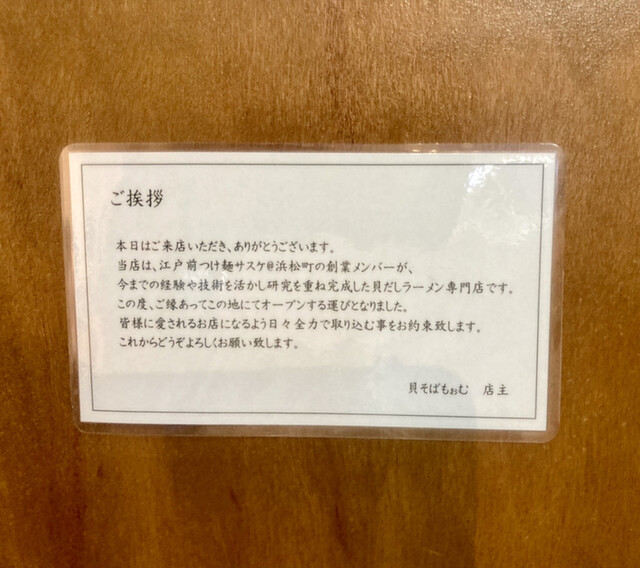 ご挨拶
本日はご来店いただき、ありがとうございます。
当店は、江戸前つけ麺サスケ@浜松町の創業メンバーが、
今までの経験や技術を活かし研究を重ね完成した貝だしラーメン専門店です。
この度、ご縁あってこの地にてオープンする運びとなりました。
皆様に愛されるお店になるよう日々全力で取り込む事をお約束致します。
これからどうぞよろしくお願い致します。
貝そばもぉむ 店主